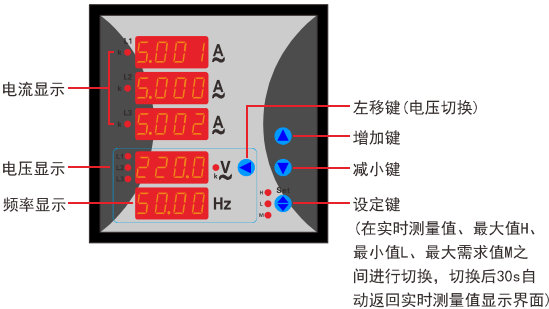 L1
k
5.001 A
L2
k
5.000 A
L3
k
5.002 A
电流显示
左移键(电压切换)
增加键
L1
L2
L3
220.0
k
V
电压显示
减小键
频率显示
50.00 Hz
H
L
M
Set
设定键
(在实时测量值、最大值H、
最小值L、最大需求值M之
间进行切换，切换后30s自
动返回实时测量值显示界面)